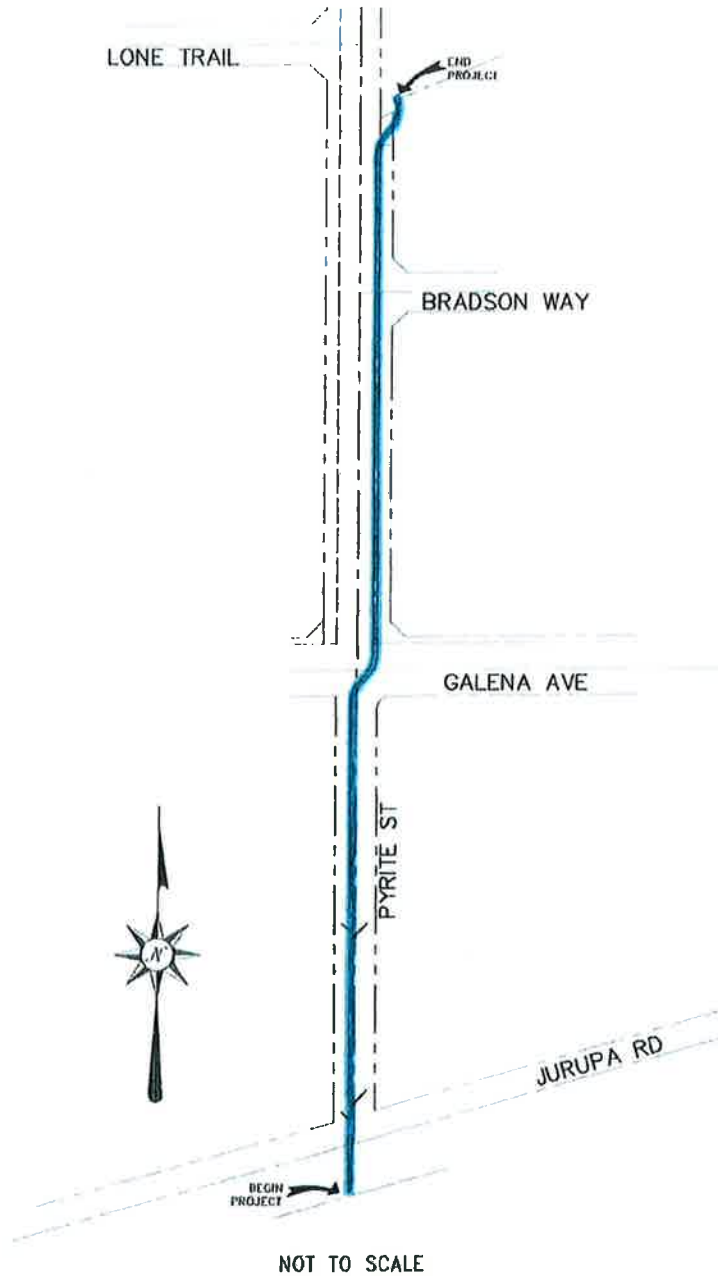 LONE TRAIL
END
PROJECT
BRADSON WAY
GALENA AVE
PYRITE ST
N
JURUPA RD
BEGIN
PROJECT
NOT TO SCALE